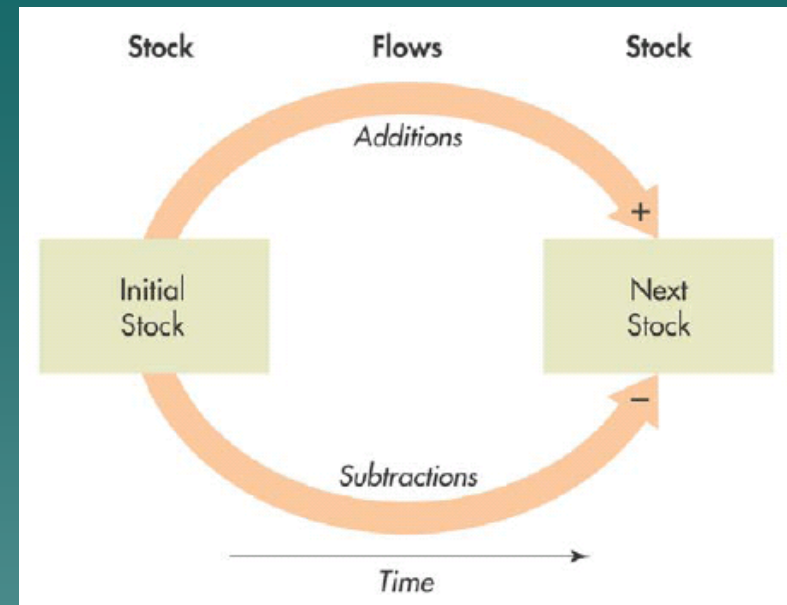 Stock
Flows
Stock
Additions
+
Initial
Stock
Next
Stock
−
Subtractions
Time